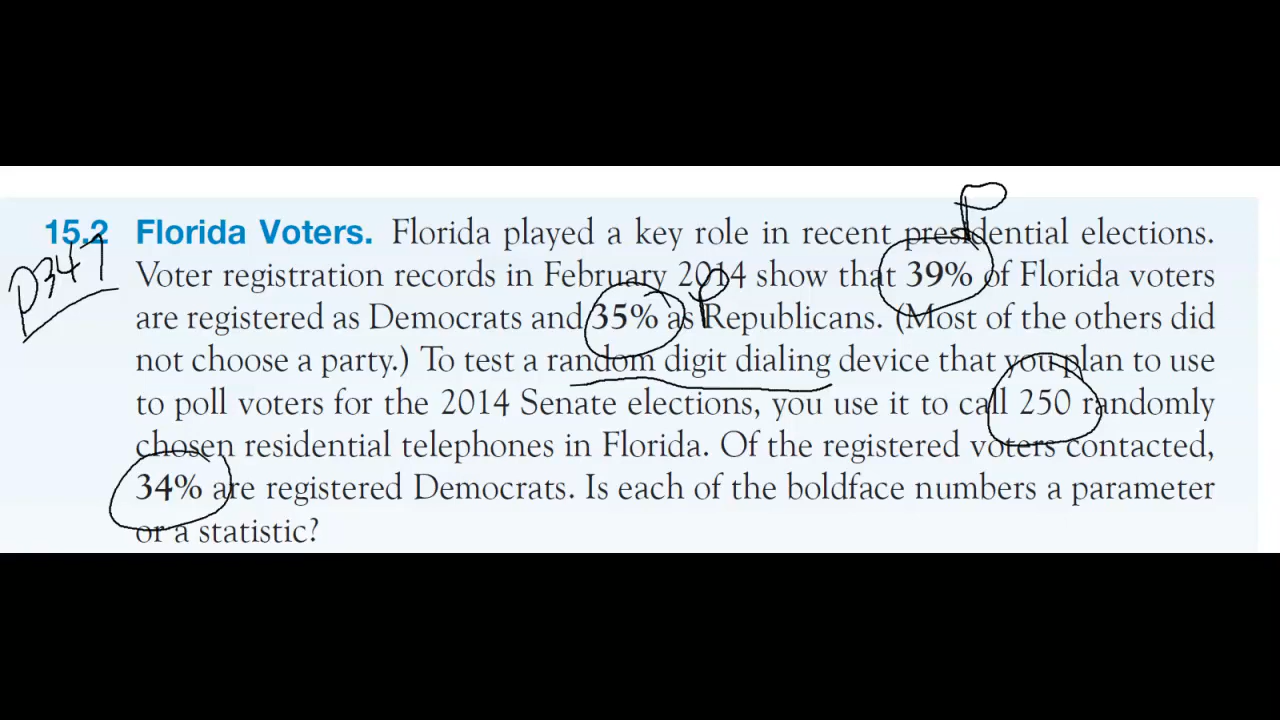 P
15.2 Florida Voters. Florida played a key role in recent presidential elections.
P347
Voter registration records in February 2014 show that 39% of Florida voters
P
are registered as Democrats and 35% as Republicans. (Most of the others did
not choose a party.) To test a random digit dialing device that you plan to use
to poll voters for the 2014 Senate elections, you use it to call 250 randomly
chosen residential telephones in Florida. Of the registered voters contacted,
34% are registered Democrats. Is each of the boldface numbers a parameter
or a statistic?